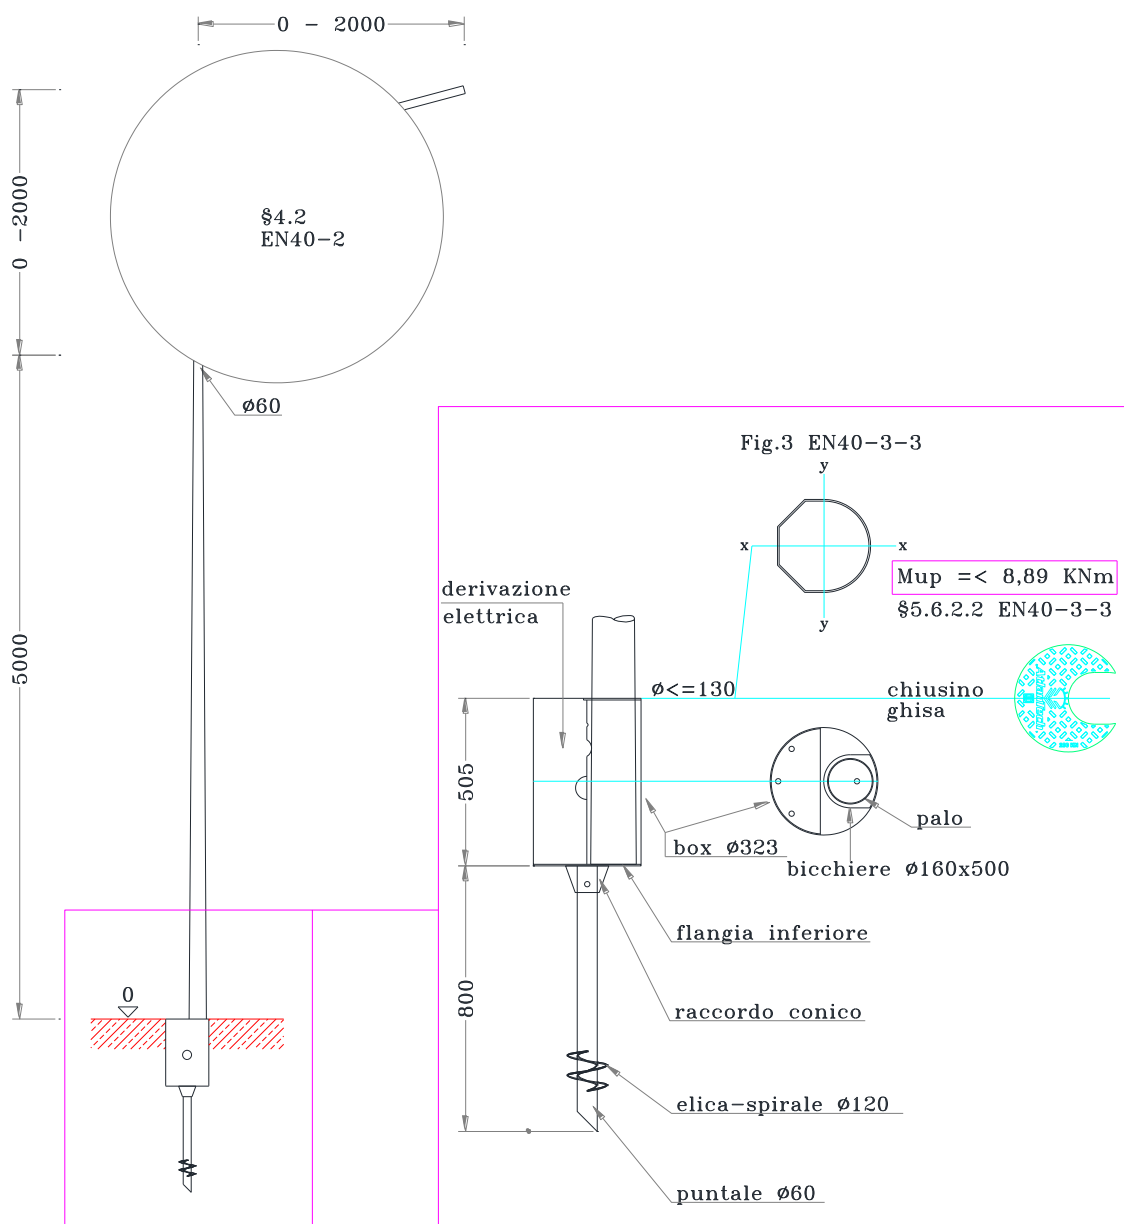 0 - 2000
0 -2000
§4.2
EN40-2
ø60
5000
0
Fig.3 EN40-3-3
y
x
x
y
Mup =< 8,89 KNm
§5.6.2.2 EN40-3-3
derivazione
elettrica
ø<=130
chiusino
ghisa
505
palo
box ø323
bicchiere ø160x500
flangia inferiore
800
raccordo conico
elica-spirale ø120
puntale ø60